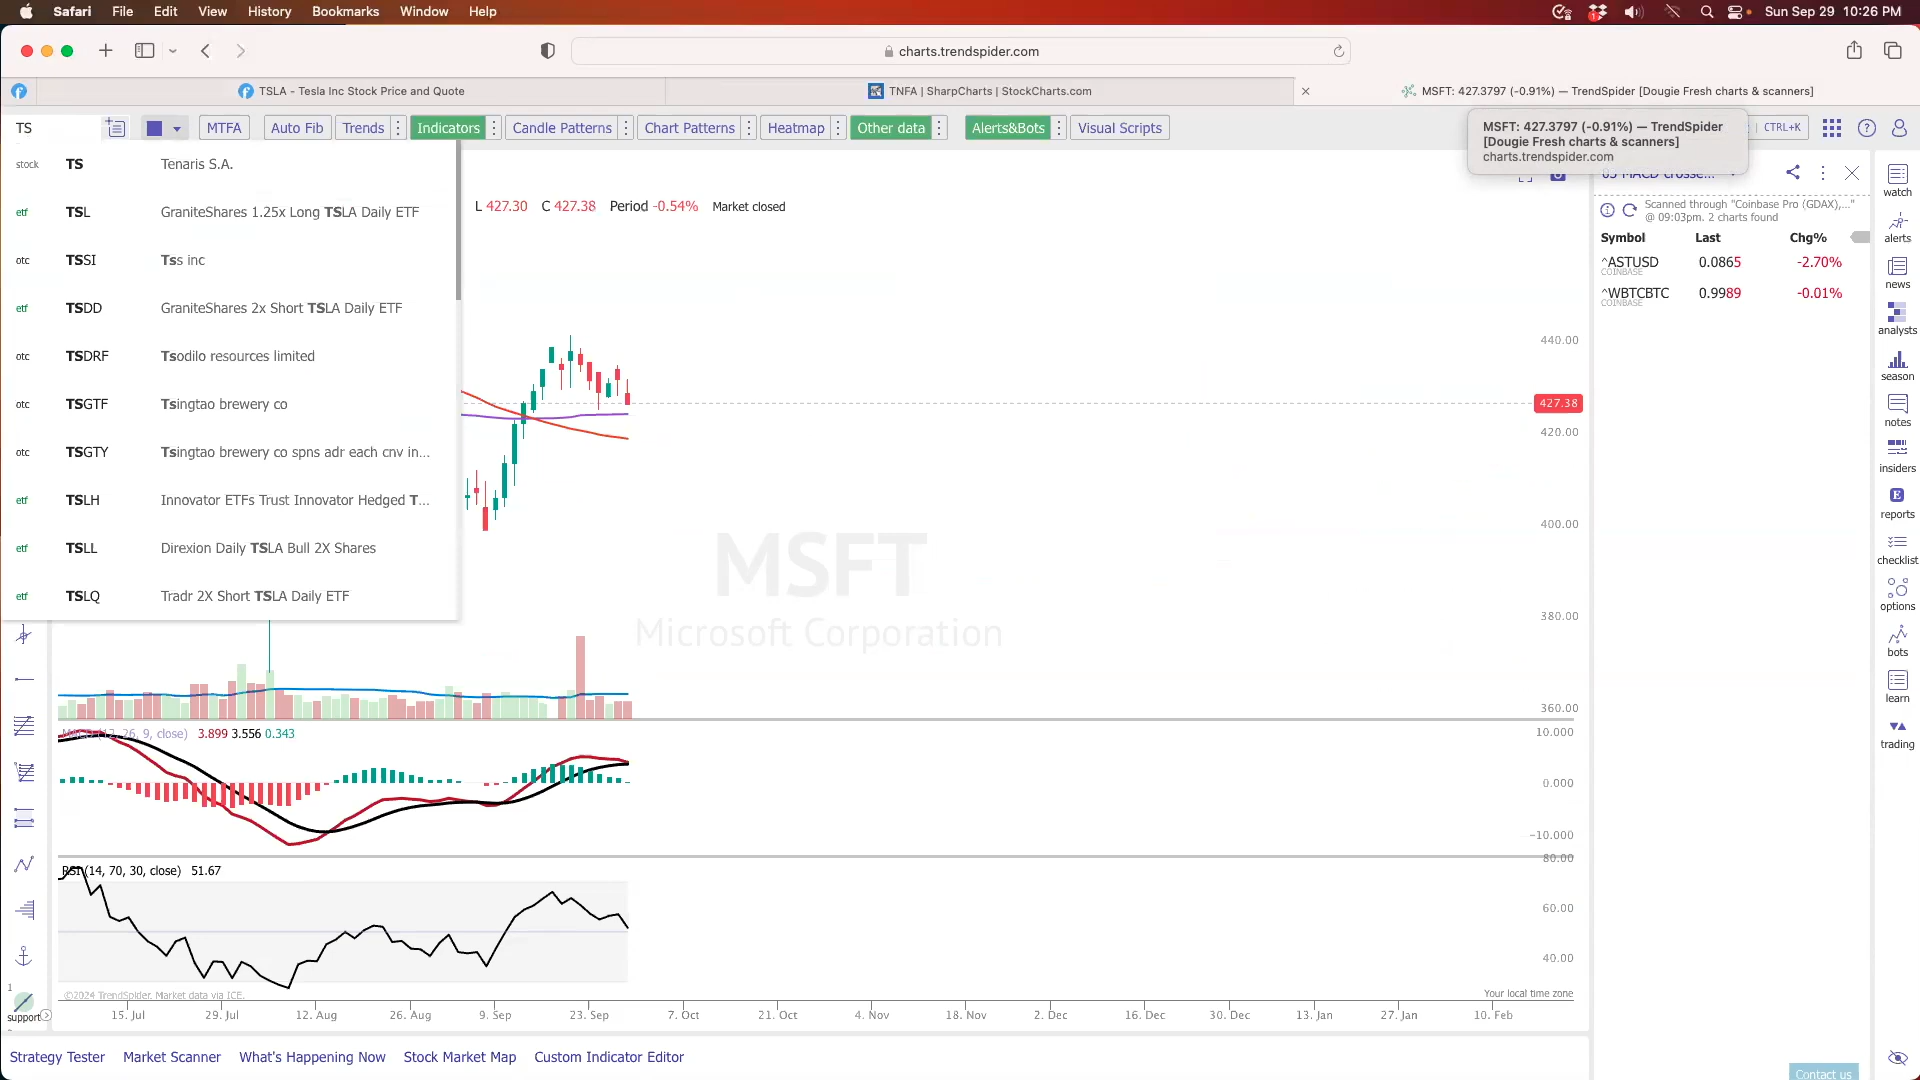 Safari File Edit View History Bookmarks Window Help
1
Sun Sep 29 10:26 PM
charts.trendspider.com
TSLA - Tesla Inc Stock Price and Quote
TNFA | SharpCharts | StockCharts.com
MSFT: 427.3797 (-0.91%) — TrendSpider [Dougie Fresh charts & scanners]
TS
MTFA
Auto Fib
Trends
Indicators
Candle Patterns
Chart Patterns
Heatmap
Other data
Alerts&Bots
Visual Scripts
CTRL+K
MSFT: 427.3797 (-0.91%) — TrendSpider
[Dougie Fresh charts & scanners]
charts.trendspider.com
stock TS Tenaris S.A.
etf TSL GraniteShares 1.25x Long TSLA Daily ETF
otc TSSI Tss inc
etf TSDD GraniteShares 2x Short TSLA Daily ETF
otc TSDRF Tsodilo resources limited
otc TSGTF Tsingtao brewery co
otc TSGTY Tsingtao brewery co spns adr each cnv in...
etf TSLH Innovator ETFs Trust Innovator Hedged T...
etf TSLL Direxion Daily TSLA Bull 2X Shares
etf TSLQ Tradr 2X Short TSLA Daily ETF
L 427.30 C 427.38 Period -0.54% Market closed
Scanned through "Coinbase Pro (GDAX),..."
@ 09:03pm. 2 charts found
Symbol Last Chg%
^ASTUSD 0.0865 -2.70%
COINBASE
^WBTCBTC 0.9989 -0.01%
COINBASE
watch
alerts
news
analysts
season
notes
insiders
E
reports
checklist
options
bots
learn
trading
440.00
427.38
420.00
400.00
380.00
360.00
MSFT
Microsoft Corporation
MACD (12, 26, 9, close) 3.899 3.556 0.343
10.000
0.000
-10.000
RSI (14, 70, 30, close) 51.67
80.00
60.00
40.00
©2024 TrendSpider. Market data via ICE.
Your local time zone
1
support
15. Jul 29. Jul 12. Aug 26. Aug 9. Sep 23. Sep 7. Oct 21. Oct 4. Nov 18. Nov 2. Dec 16. Dec 30. Dec 13. Jan 27. Jan 10. Feb
Strategy Tester Market Scanner What's Happening Now Stock Market Map Custom Indicator Editor
Contact us